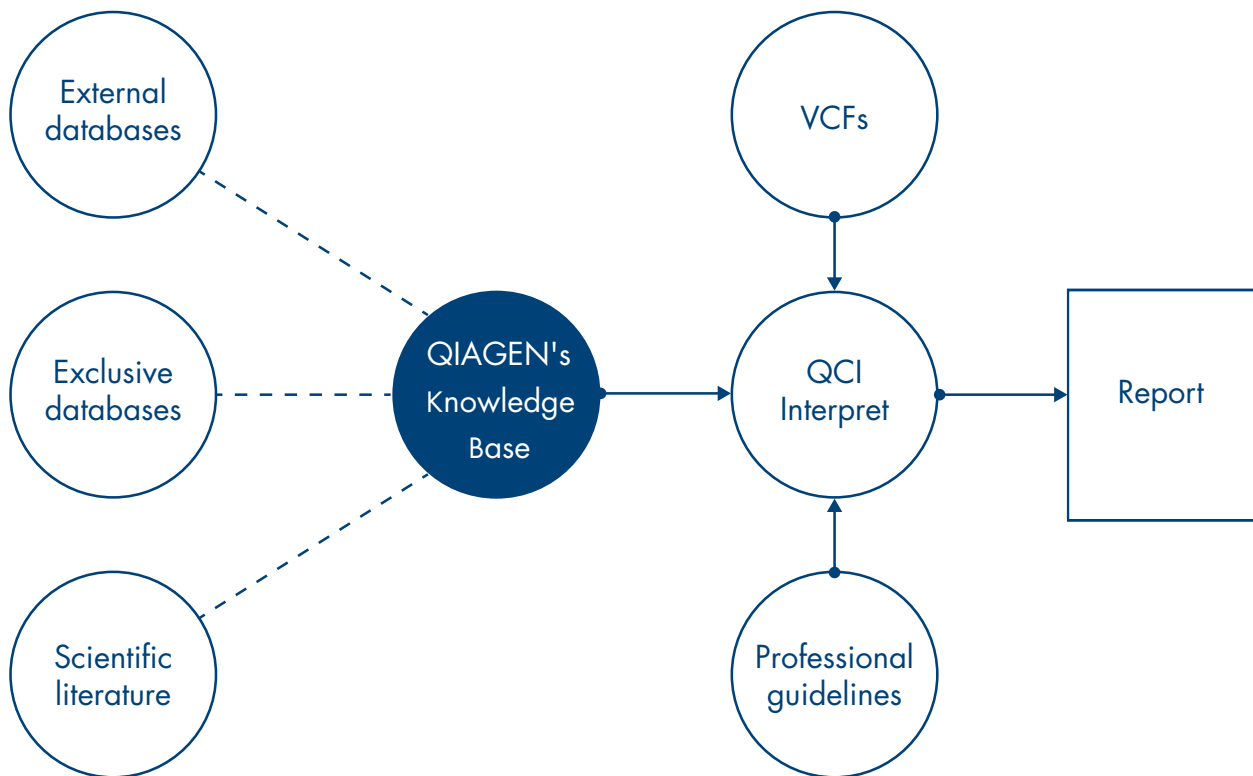 External
databases
VCFs
Exclusive
databases
QIAGEN's
Knowledge
Base
QCI
Interpret
Report
Scientific
literature
Professional
guidelines